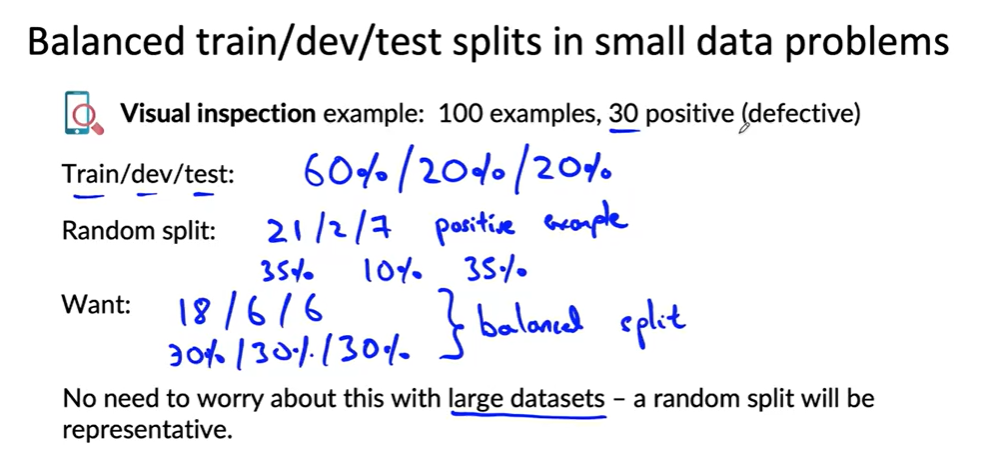 Balanced train/dev/test splits in small data problems
Visual inspection example: 100 examples, 30 positive (defective)
Train/dev/test: 60%/20%/20%
Random split: 21/2/7 positive example
35% 10% 35%
Want: 18/6/6
30%/30%/30% } balanced split
No need to worry about this with large datasets – a random split will be
representative.